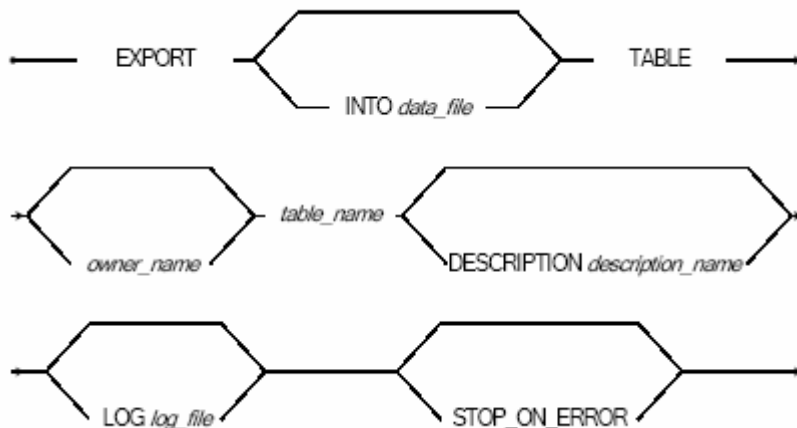 EXPORT TABLE
INTO data_file
table_name
owner_name DESCRIPTION description_name
LOG log_file STOP_ON_ERROR